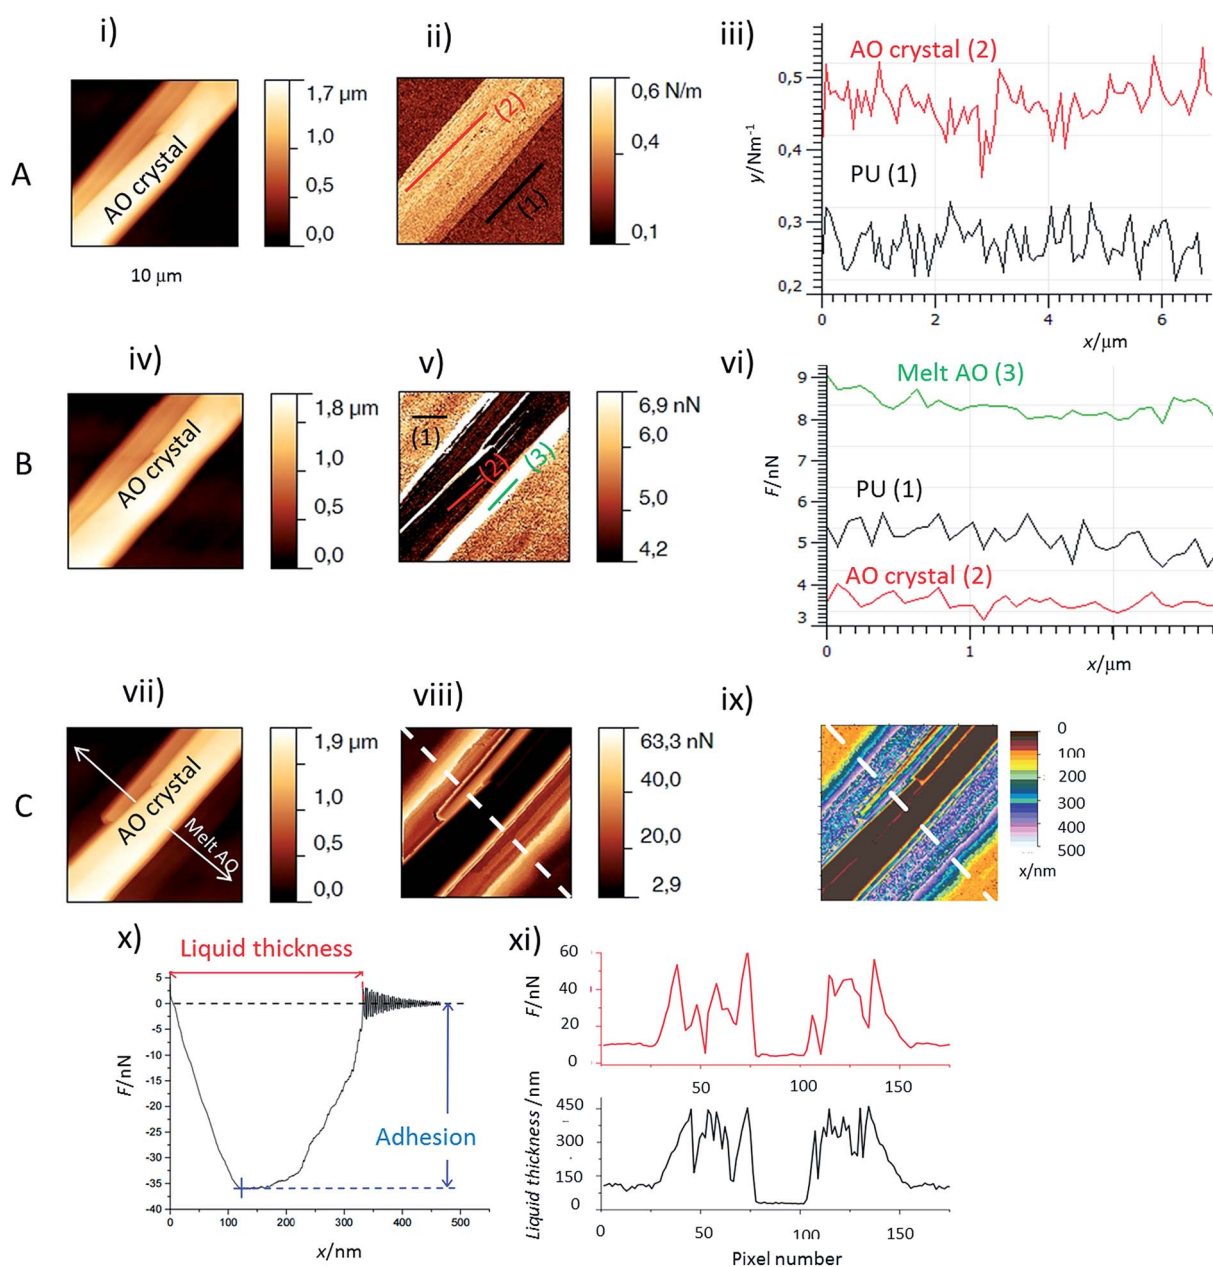 i)
ii)
iii)
A
AO crystal
1,7 µm
1,0
0,5
0,0
10 µm
(2)
(1)
0,6 N/m
0,4
0,1
AO crystal (2)
PU (1)
y/Nm⁻¹
0,5
0,4
0,3
0,2
0
2
4
6
x/µm
iv)
v)
vi)
B
AO crystal
1,8 µm
1,0
0,5
0,0
(1)
(2)
(3)
6,9 nN
6,0
5,0
4,2
Melt AO (3)
PU (1)
AO crystal (2)
F/nN
9
8
6
5
4
3
0
1
x/µm
vii)
viii)
ix)
C
AO crystal
Melt AO
1,9 µm
1,0
0,5
0,0
63,3 nN
40,0
20,0
2,9
0
100
200
300
400
500
x/nm
x)
Liquid thickness
Adhesion
F/nN
5
0
-5
-10
-15
-20
-25
-30
-35
-40
0
100
200
300
400
500
x/nm
xi)
F/nN
60
40
20
0
50
100
150
Liquid thickness /nm
450
300
150
0
0
50
100
150
Pixel number